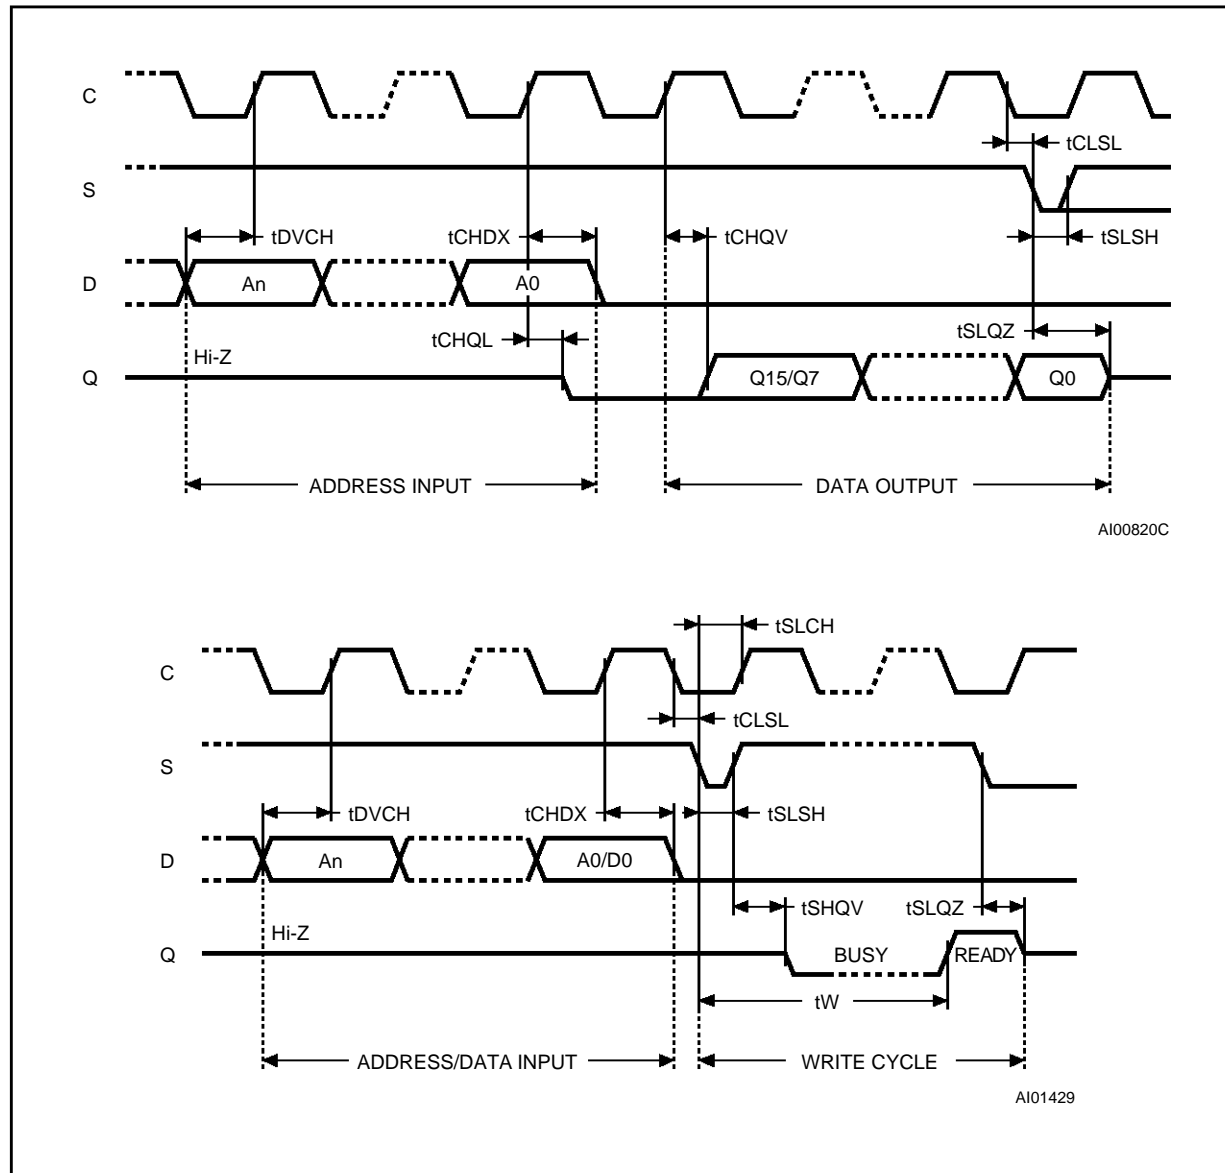 C
tCLSL
S
tDVCH
tCHDX
tCHQV
tSLSH
D
An
A0
tCHQL
tSLQZ
Hi-Z
Q
Q15/Q7
Q0
ADDRESS INPUT
DATA OUTPUT
AI00820C
tSLCH
C
tCLSL
S
tDVCH
tCHDX
tSLSH
D
An
A0/D0
tSHQV
tSLQZ
Hi-Z
Q
BUSY
READY
tW
ADDRESS/DATA INPUT
WRITE CYCLE
AI01429